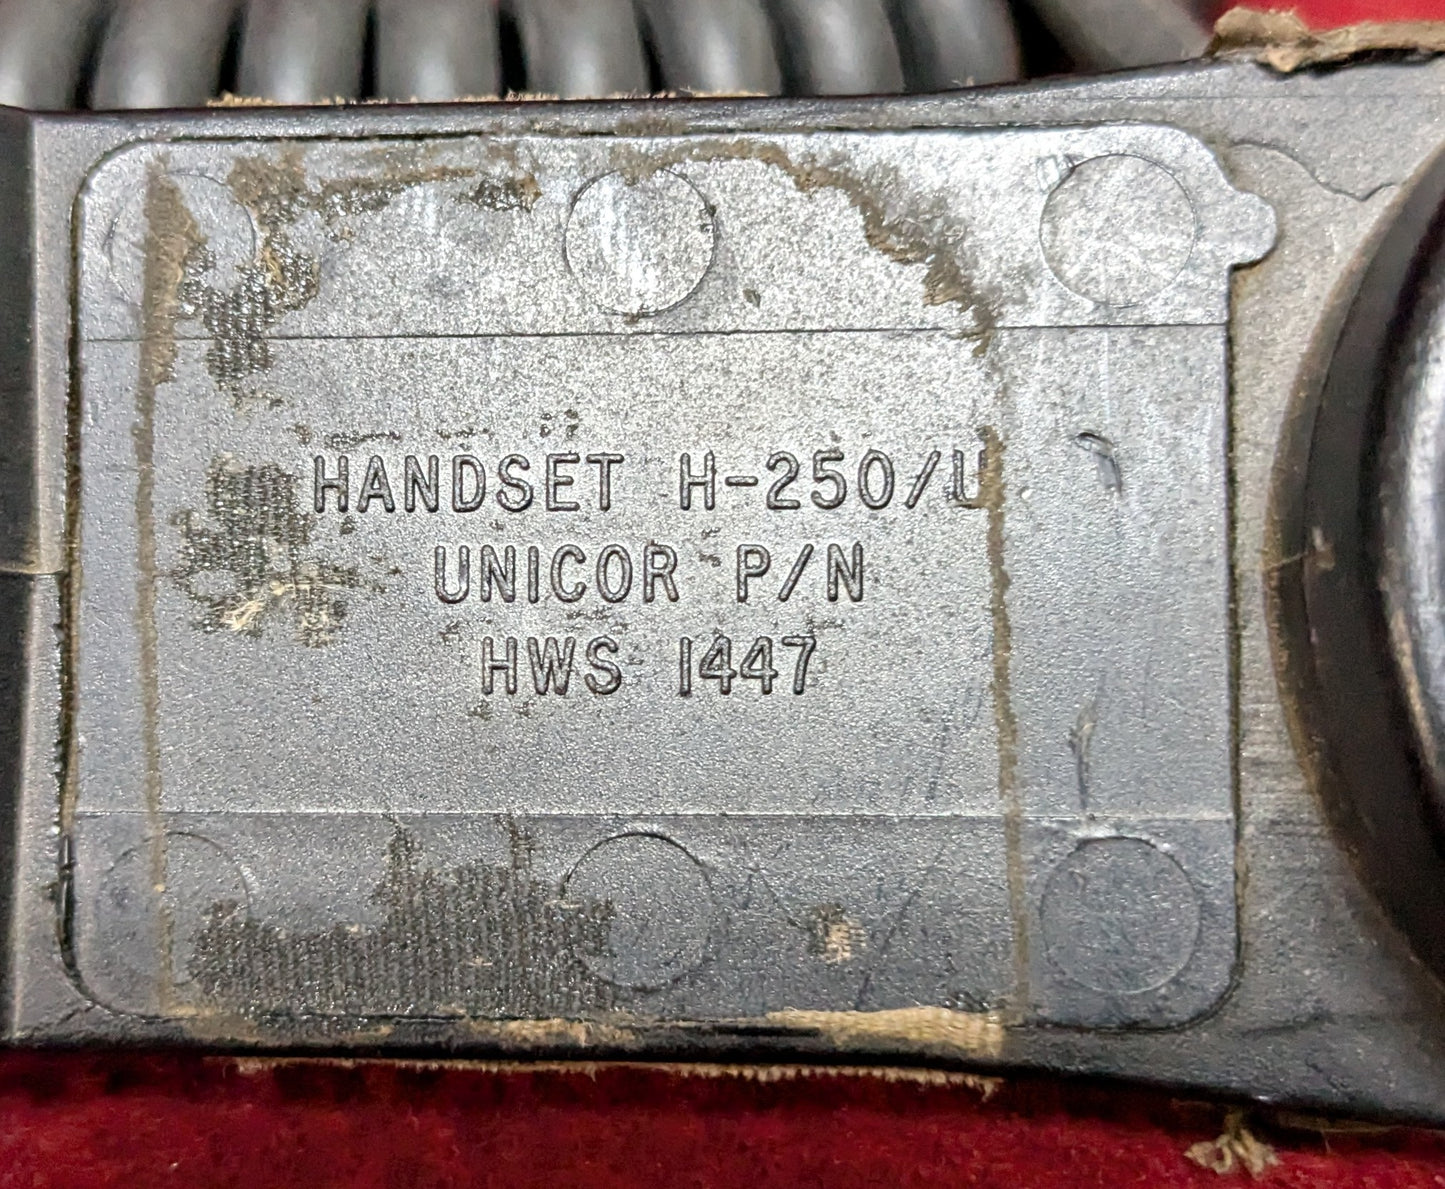 HANDSET H-250/U
UNICOR P/N
HWS 1447